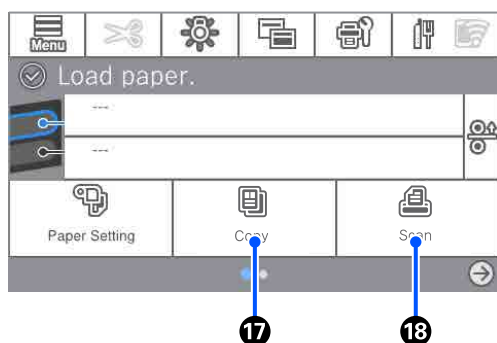 Menu
Load paper.
---
---
Paper Setting
Copy
Scan
17
18